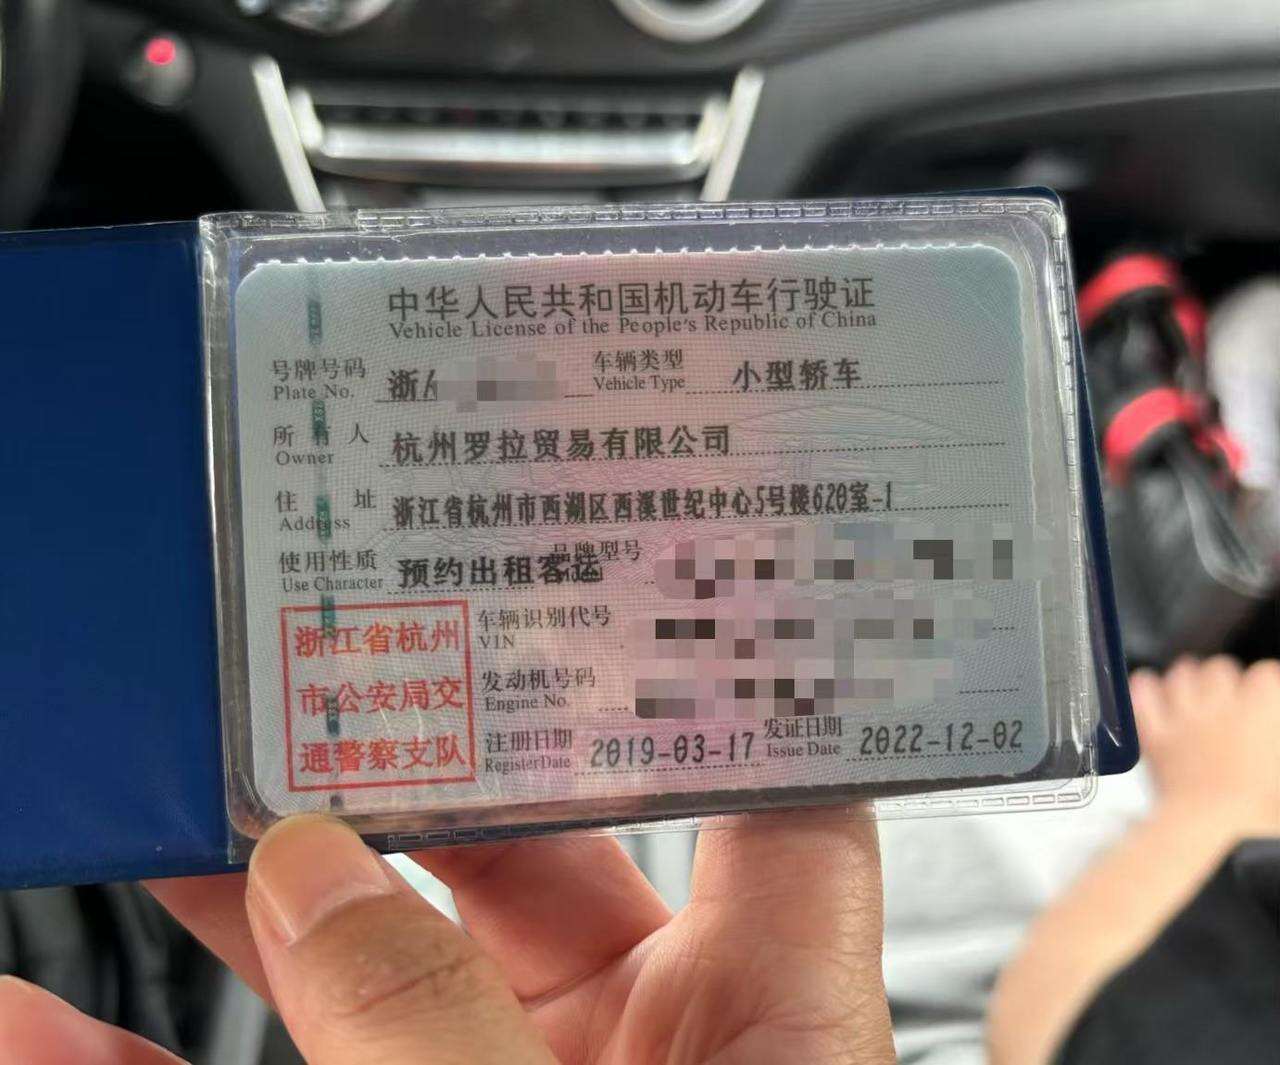 中华人民共和国机动车行驶证
Vehicle License of the People's Republic of China
号牌号码 浙A 车辆类型 小型轿车
Plate No. Vehicle Type
所有人 杭州罗拉贸易有限公司
Owner
住址 浙江省杭州市西湖区西溪世纪中心5号楼620室-1
Address
使用性质 预约出租客运 品牌型号
Use Character
浙江省杭州
市公安局交
通警察支队
车辆识别代号
VIN
发动机号码
Engine No.
注册日期 2019-03-17 发证日期 2022-12-02
Register Date Issue Date